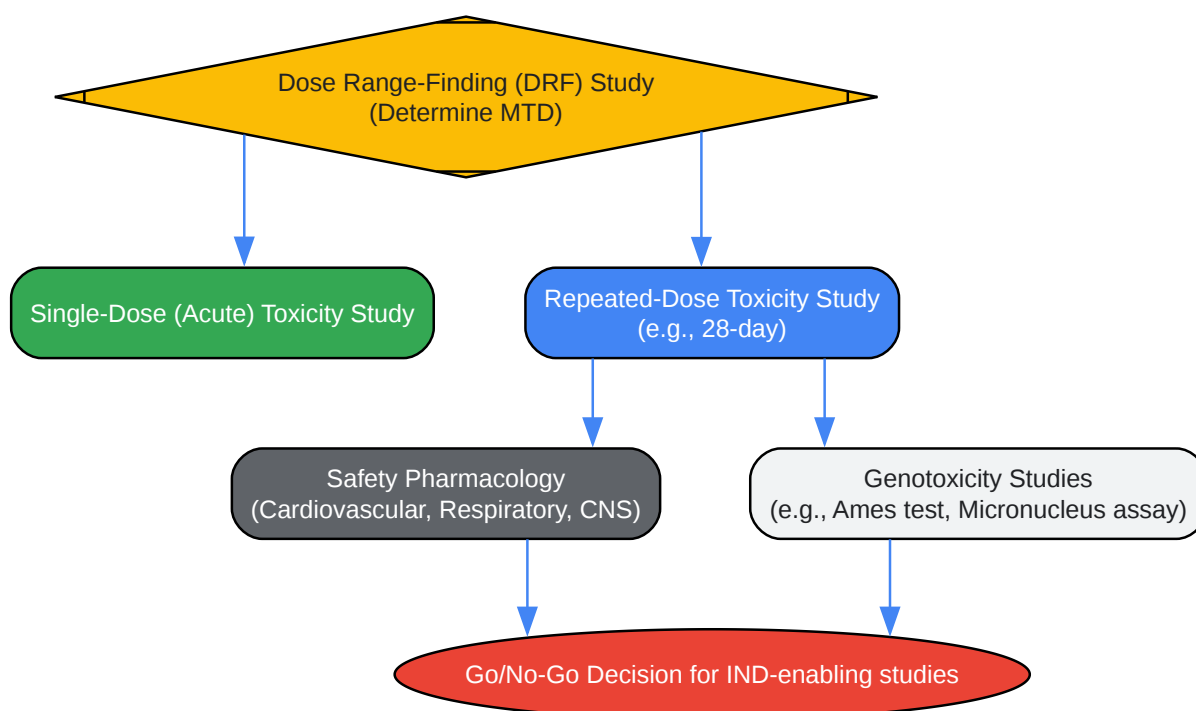 Dose Range-Finding (DRF) Study
(Determine MTD)
Single-Dose (Acute) Toxicity Study
Repeated-Dose Toxicity Study
(e.g., 28-day)
Safety Pharmacology
(Cardiovascular, Respiratory, CNS)
Genotoxicity Studies
(e.g., Ames test, Micronucleus assay)
Go/No-Go Decision for IND-enabling studies